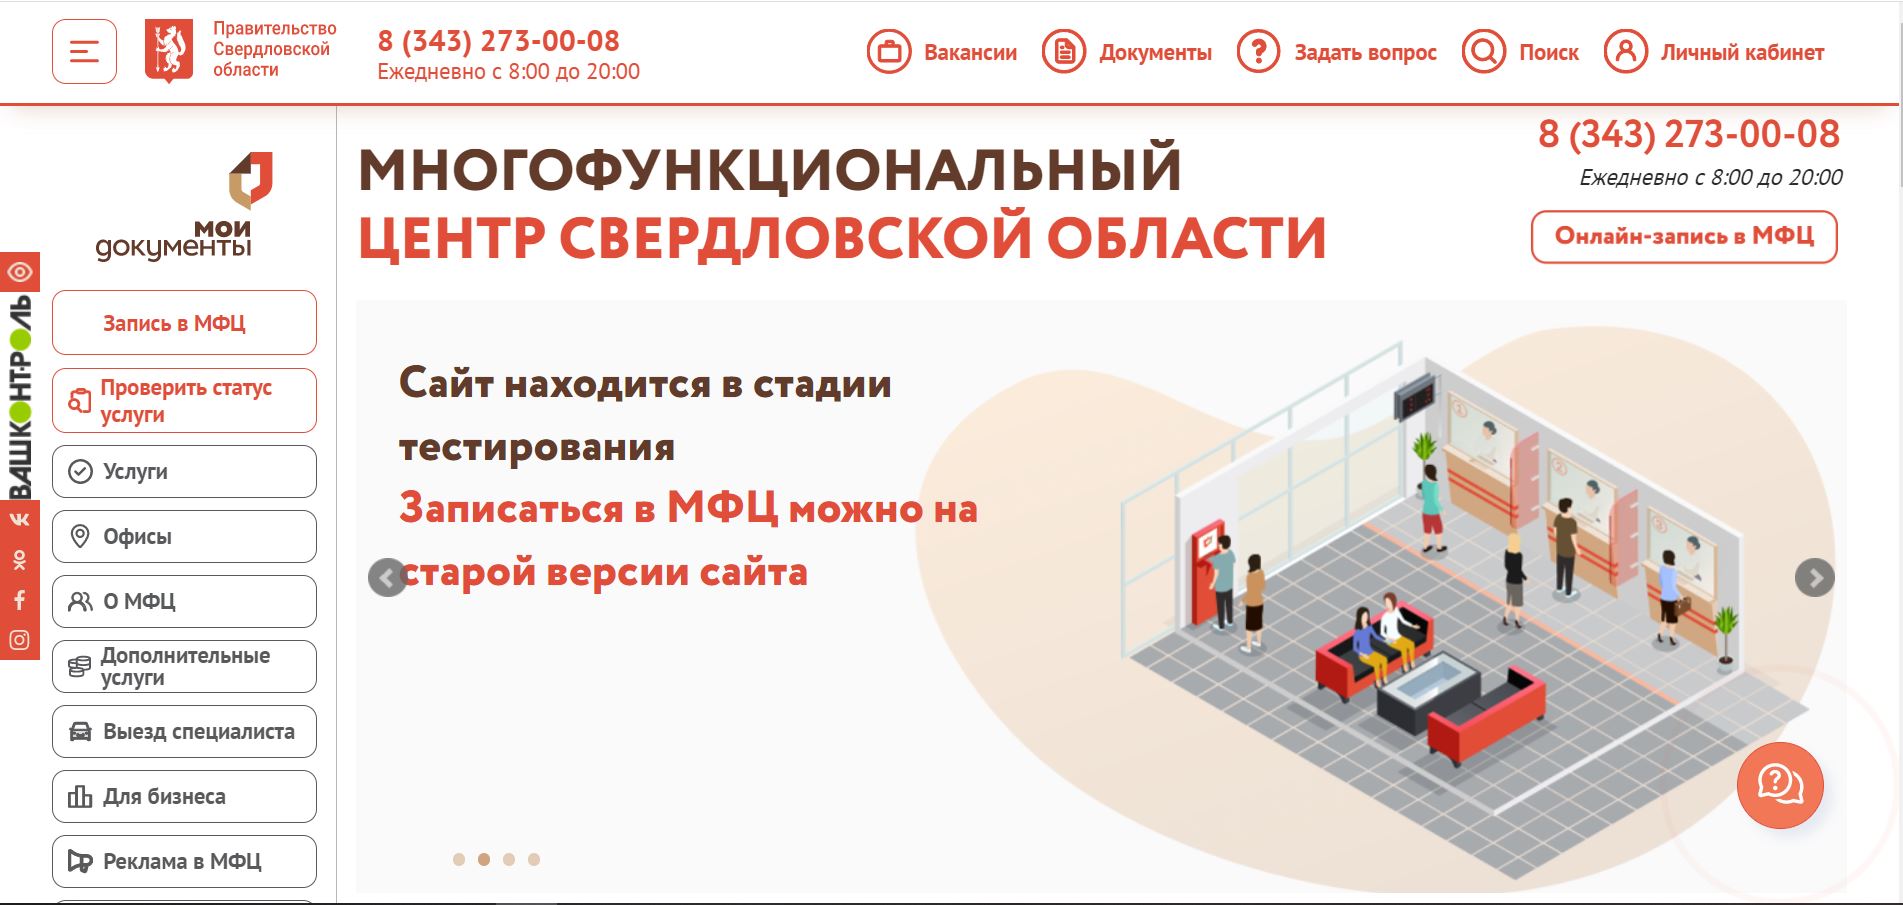 Правительство
Свердловской
области
8 (343) 273-00-08
Ежедневно с 8:00 до 20:00
Вакансии
Документы
Задать вопрос
Поиск
Личный кабинет
мои
документы
ВАШКОНТРОЛЬ
Запись в МФЦ
Проверить статус
услуги
Услуги
Офисы
О МФЦ
Дополнительные
услуги
Выезд специалиста
Для бизнеса
Реклама в МФЦ
МНОГОФУНКЦИОНАЛЬНЫЙ
ЦЕНТР СВЕРДЛОВСКОЙ ОБЛАСТИ
8 (343) 273-00-08
Ежедневно с 8:00 до 20:00
Онлайн-запись в МФЦ
Сайт находится в стадии
тестирования
Записаться в МФЦ можно на
старой версии сайта
1
2
3